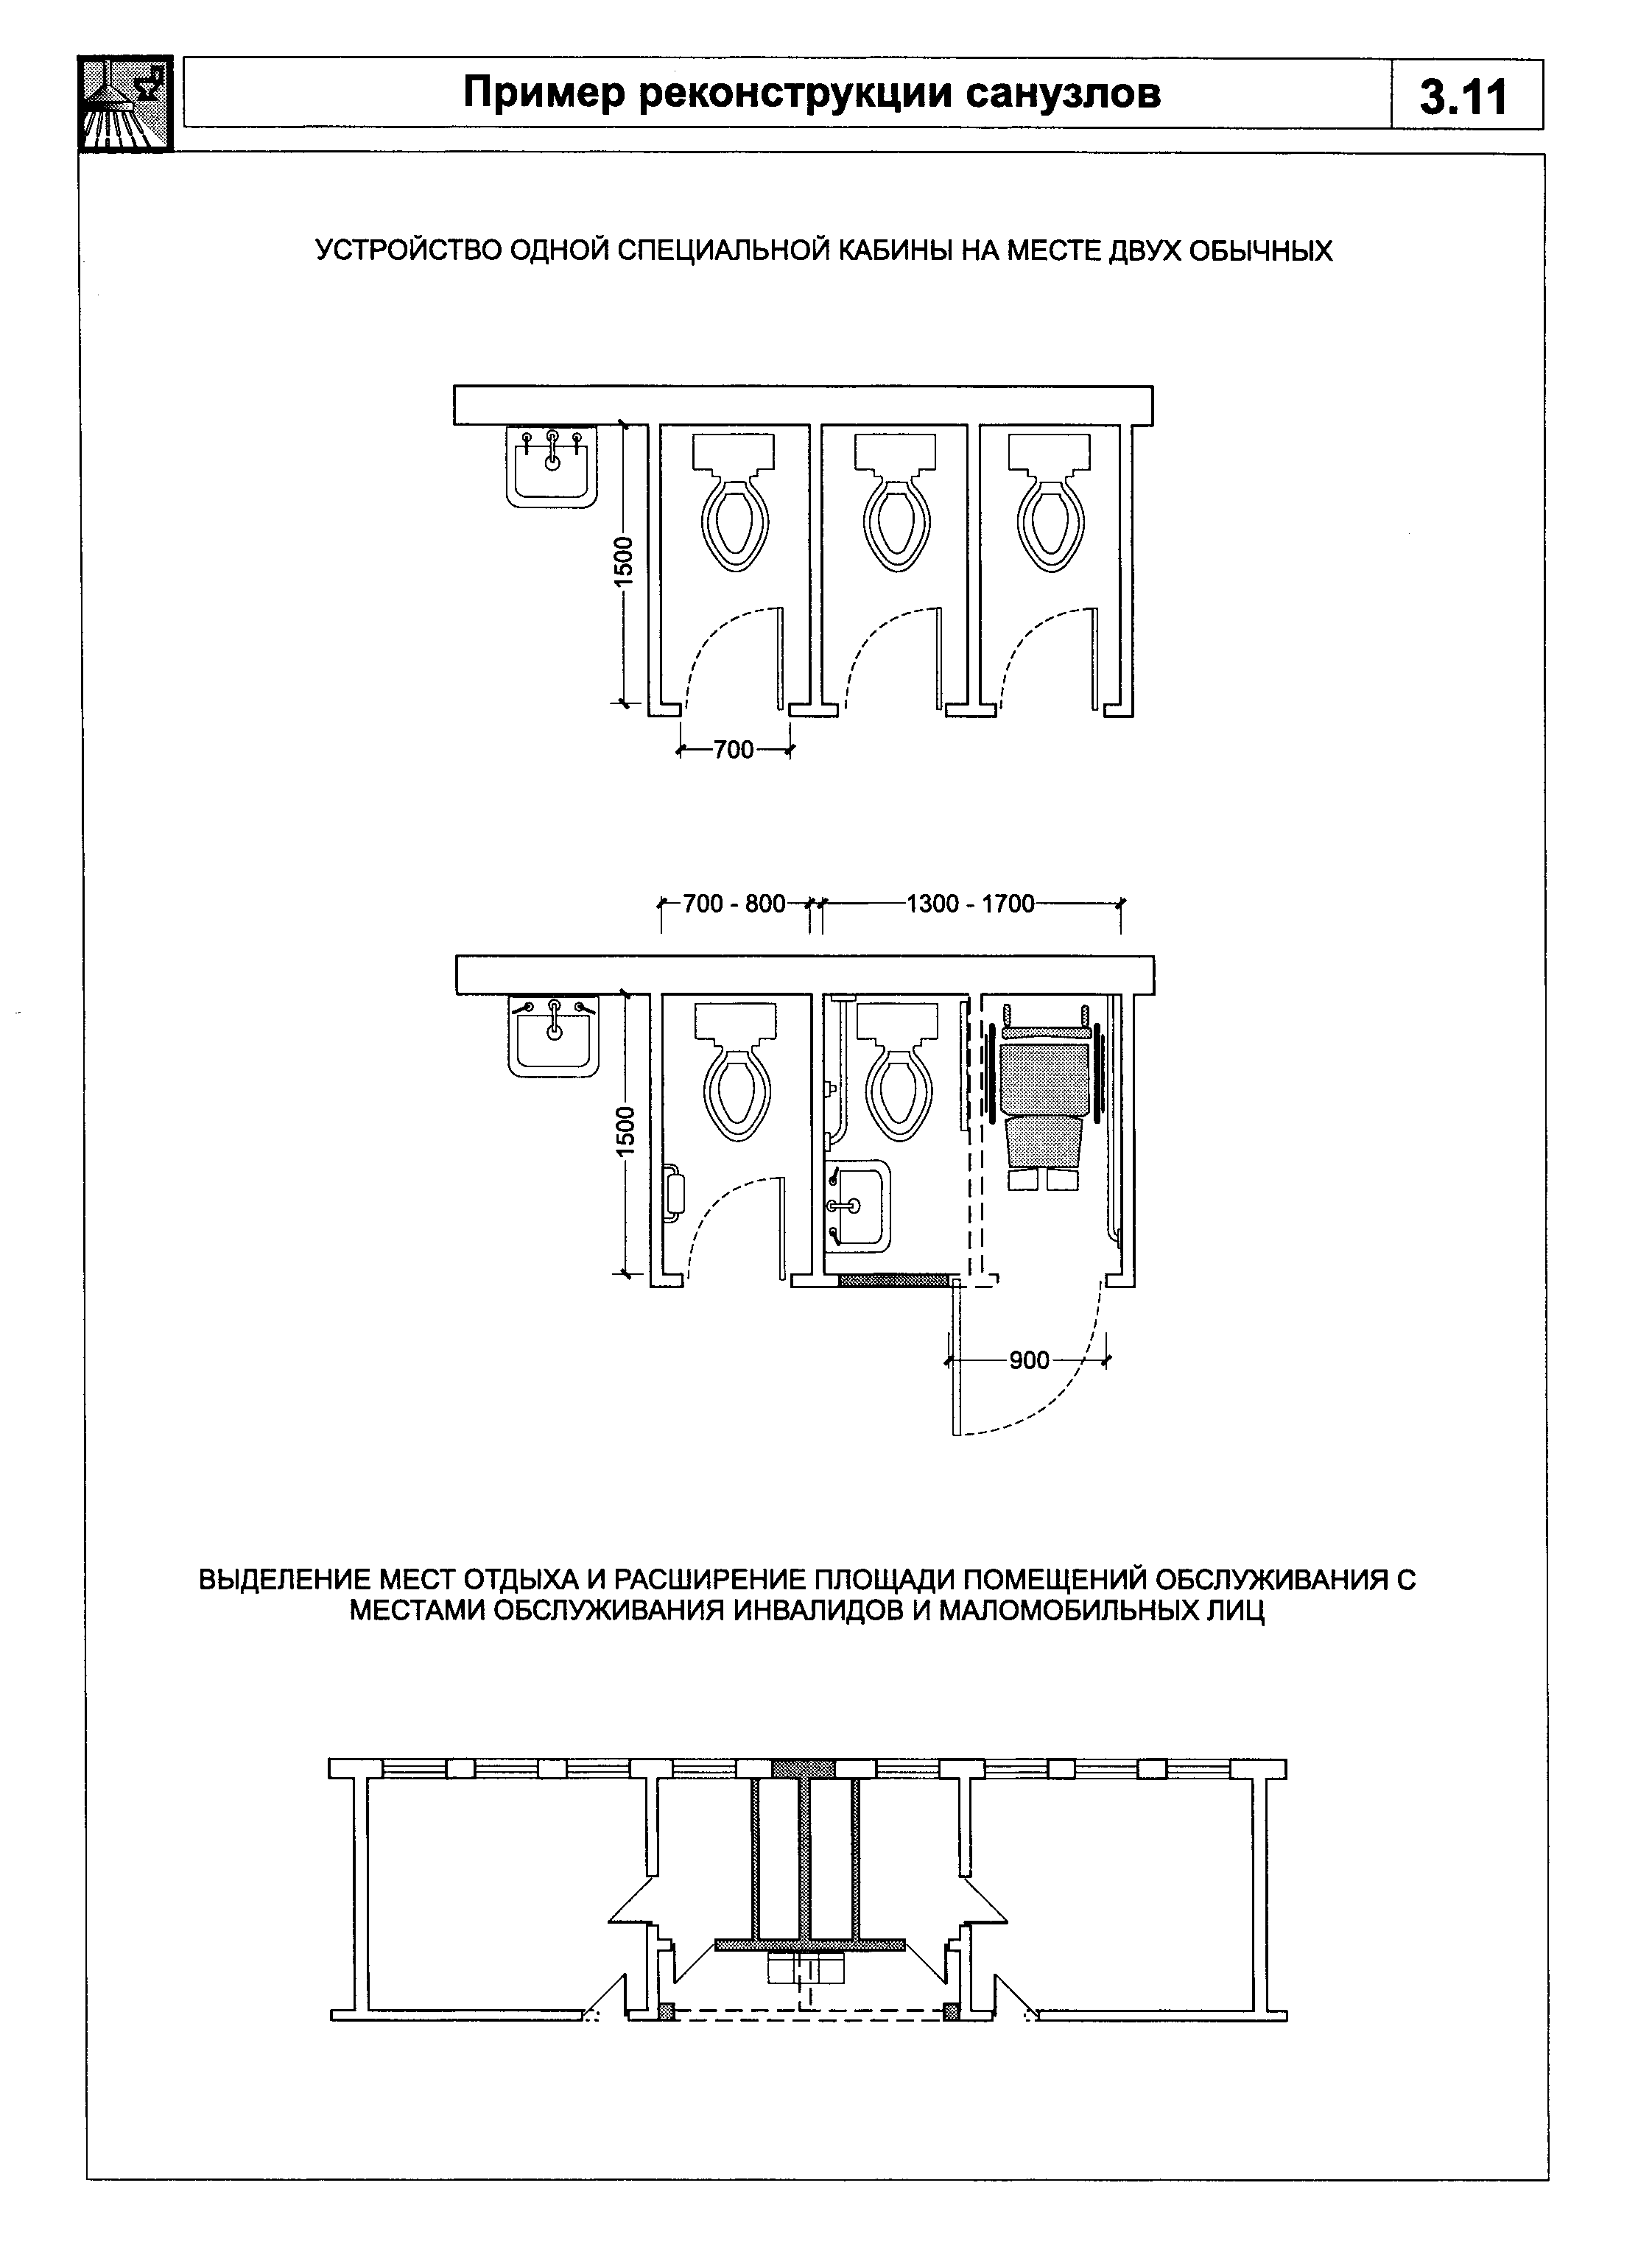 Пример реконструкции санузлов
3.11
УСТРОЙСТВО ОДНОЙ СПЕЦИАЛЬНОЙ КАБИНЫ НА МЕСТЕ ДВУХ ОБЫЧНЫХ
1500
700
700 - 800
1300 - 1700
1500
900
ВЫДЕЛЕНИЕ МЕСТ ОТДЫХА И РАСШИРЕНИЕ ПЛОЩАДИ ПОМЕЩЕНИЙ ОБСЛУЖИВАНИЯ С
МЕСТАМИ ОБСЛУЖИВАНИЯ ИНВАЛИДОВ И МАЛОМОБИЛЬНЫХ ЛИЦ